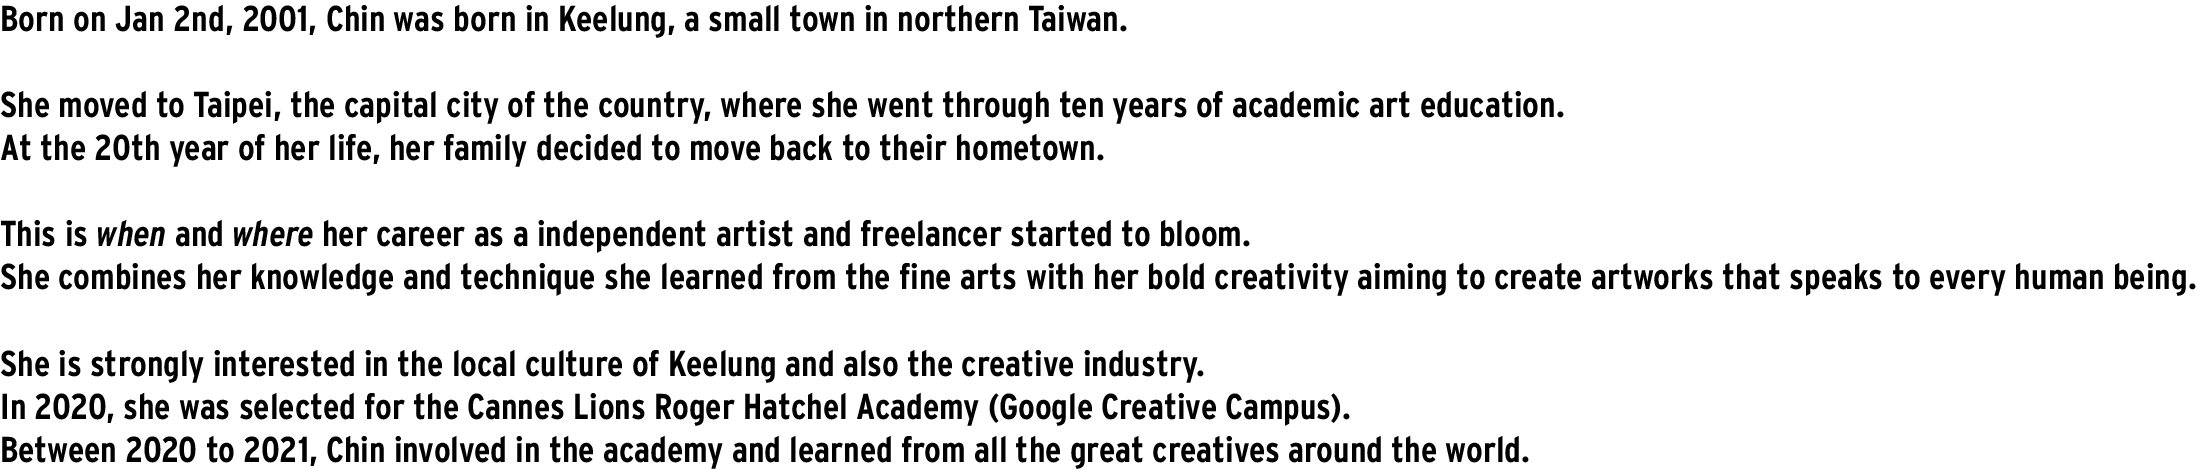 Born on Jan 2nd, 2001, Chin was born in Keelung, a small town in northern Taiwan.
She moved to Taipei, the capital city of the country, where she went through ten years of academic art education.
At the 20th year of her life, her family decided to move back to their hometown.
This is when and where her career as a independent artist and freelancer started to bloom.
She combines her knowledge and technique she learned from the fine arts with her bold creativity aiming to create artworks that speaks to every human being.
She is strongly interested in the local culture of Keelung and also the creative industry.
In 2020, she was selected for the Cannes Lions Roger Hatchel Academy (Google Creative Campus).
Between 2020 to 2021, Chin involved in the academy and learned from all the great creatives around the world.